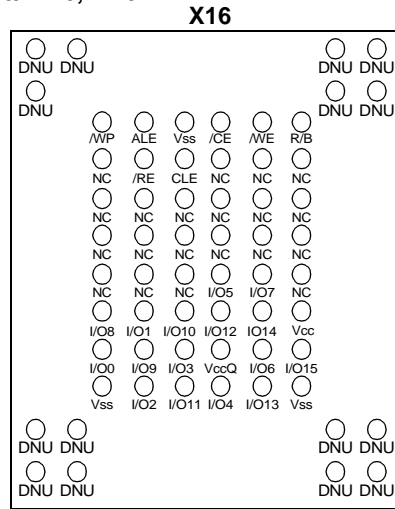 X16
DNU DNU DNU DNU
DNU DNU DNU
/WP ALE Vss /CE /WE R/B
NC /RE CLE NC NC NC
NC NC NC NC NC NC
NC NC NC NC NC NC
NC NC NC I/O5 I/O7 NC
I/O8 I/O1 I/O10 I/O12 IO14 Vcc
I/O0 I/O9 I/O3 VccQ I/O6 I/O15
Vss I/O2 I/O11 I/O4 I/O13 Vss
DNU DNU DNU DNU
DNU DNU DNU DNU